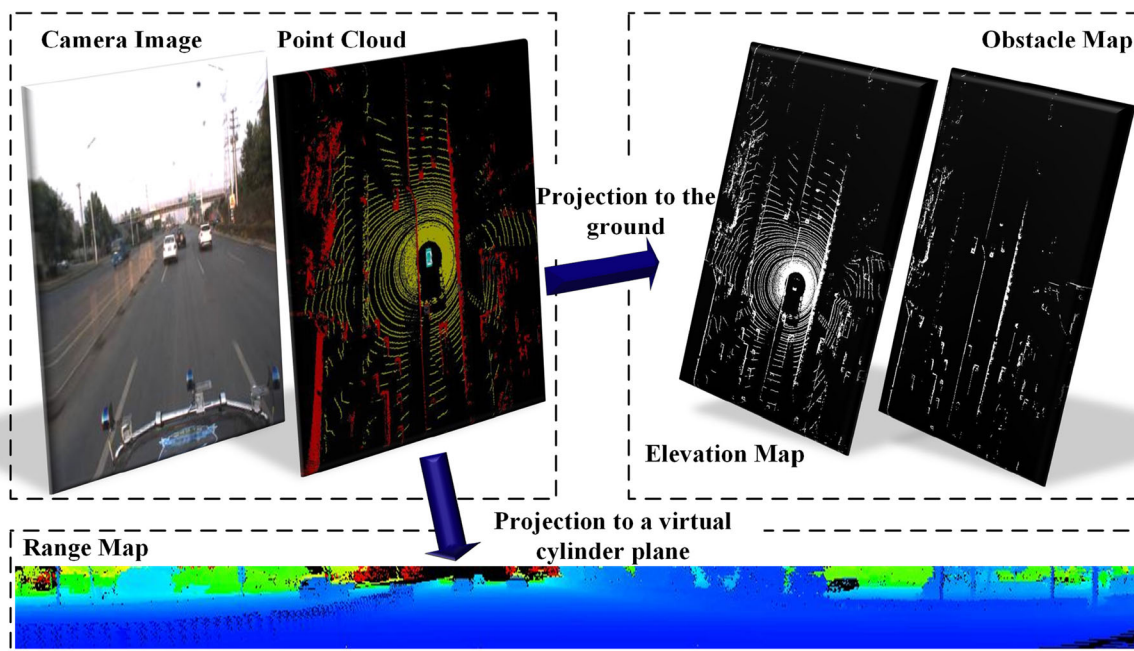 Camera Image
Point Cloud
Obstacle Map
Projection to the
ground
Elevation Map
Projection to a virtual
cylinder plane
Range Map